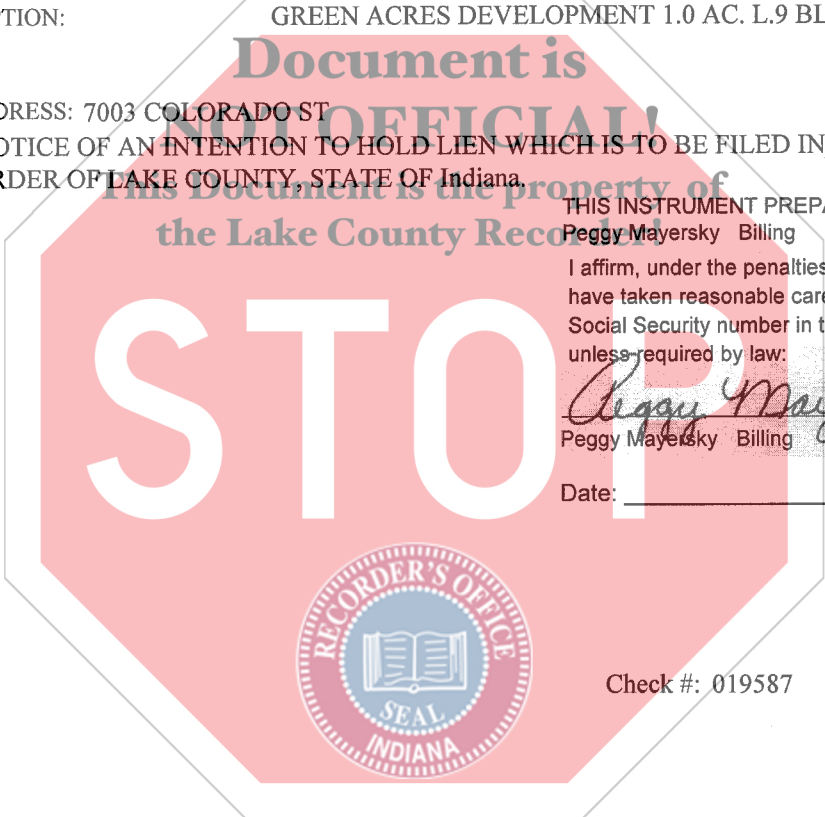 TION: GREEN ACRES DEVELOPMENT 1.0 AC. L.9 BL
Document is
DRESS: 7003 COLORADO ST
NOT OFFICIAL!
OTICE OF AN INTENTION TO HOLD LIEN WHICH IS TO BE FILED IN
RDER OF LAKE COUNTY, STATE OF Indiana.
This Document is the property of
the Lake County Recorder!
THIS INSTRUMENT PREPA
Peggy Mayersky Billing
I affirm, under the penalties
have taken reasonable care
Social Security number in t
unless required by law:
Peggy May
Peggy Mayersky Billing
Date:
STOP
RECORDER'S OFFICE
SEAL
INDIANA
Check #: 019587